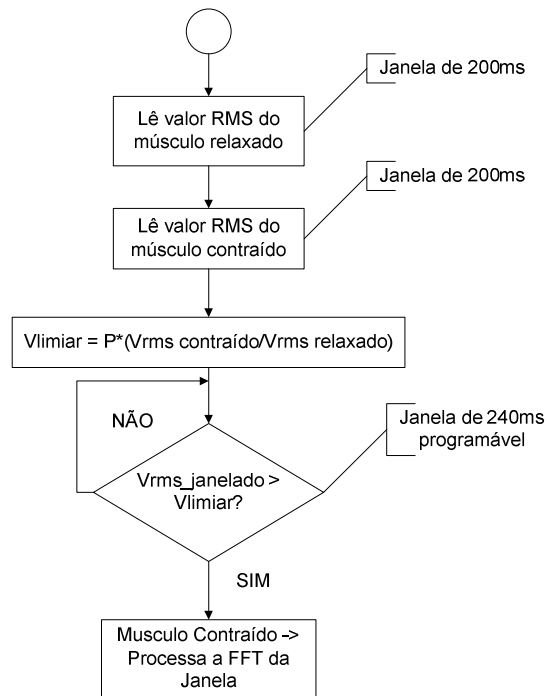 Janela de 200ms
Lê valor RMS do
músculo relaxado
Janela de 200ms
Lê valor RMS do
músculo contraído
Vlimiar = P*(Vrms contraído/Vrms relaxado)
NÃO
Janela de 240ms
programável
Vrms_janelado >
Vlimiar?
SIM
Musculo Contraído ->
Processa a FFT da
Janela